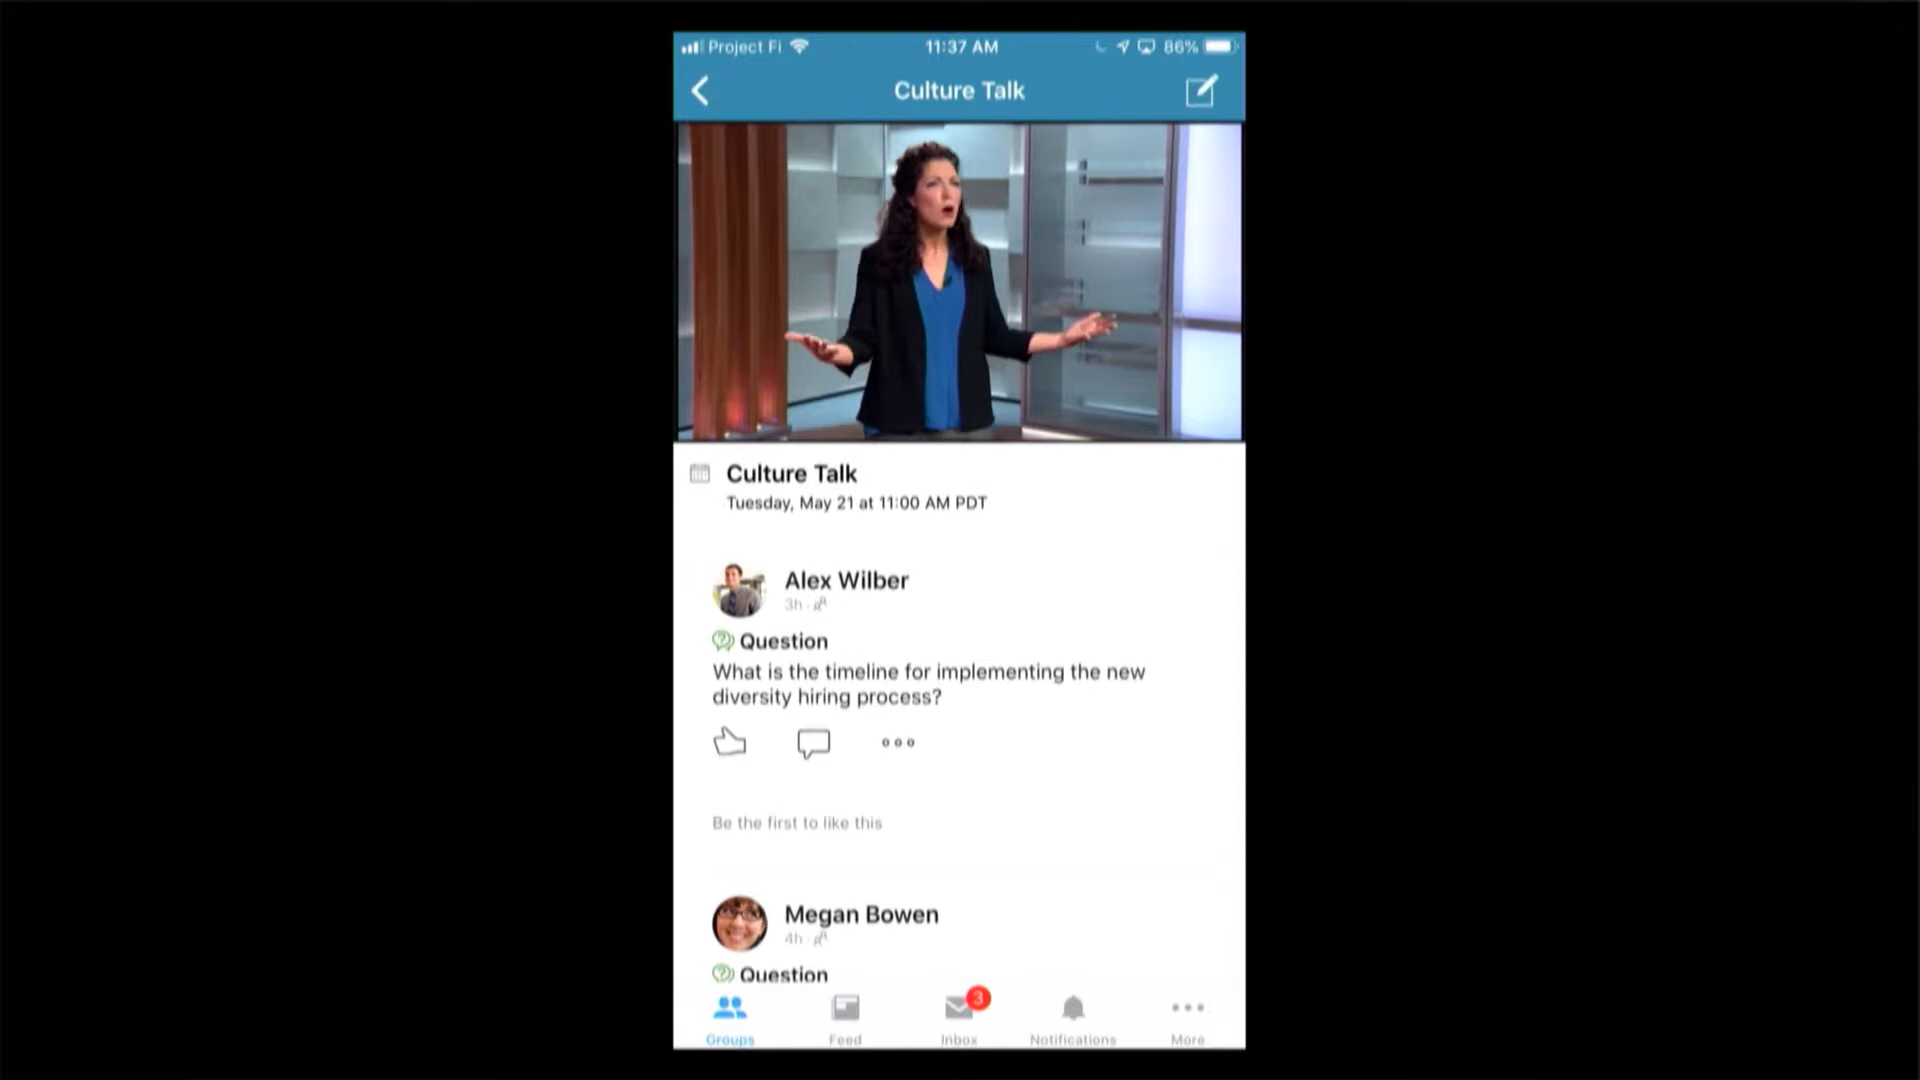 Project Fi 11:37 AM 86%
Culture Talk
Culture Talk
Tuesday, May 21 at 11:00 AM PDT
Alex Wilber
3h
Question
What is the timeline for implementing the new
diversity hiring process?
Be the first to like this
Megan Bowen
4h
Question
3
Groups Feed Inbox Notifications More